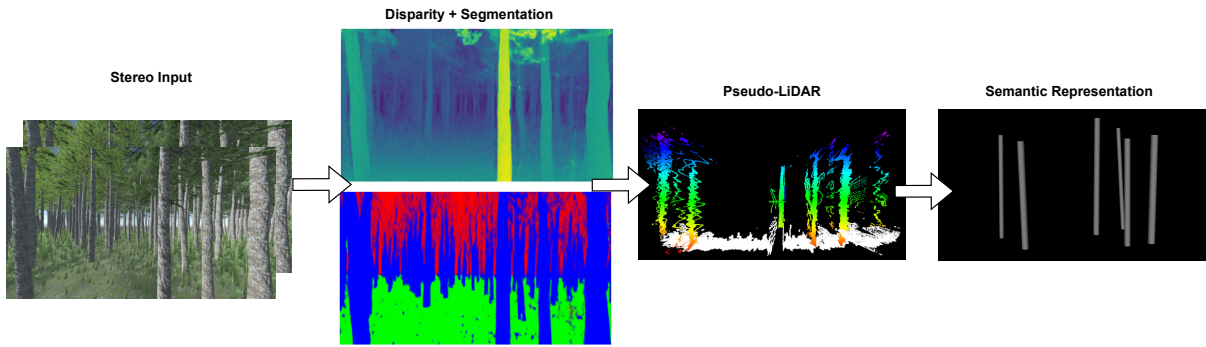 Disparity + Segmentation
Stereo Input
Pseudo-LiDAR
Semantic Representation